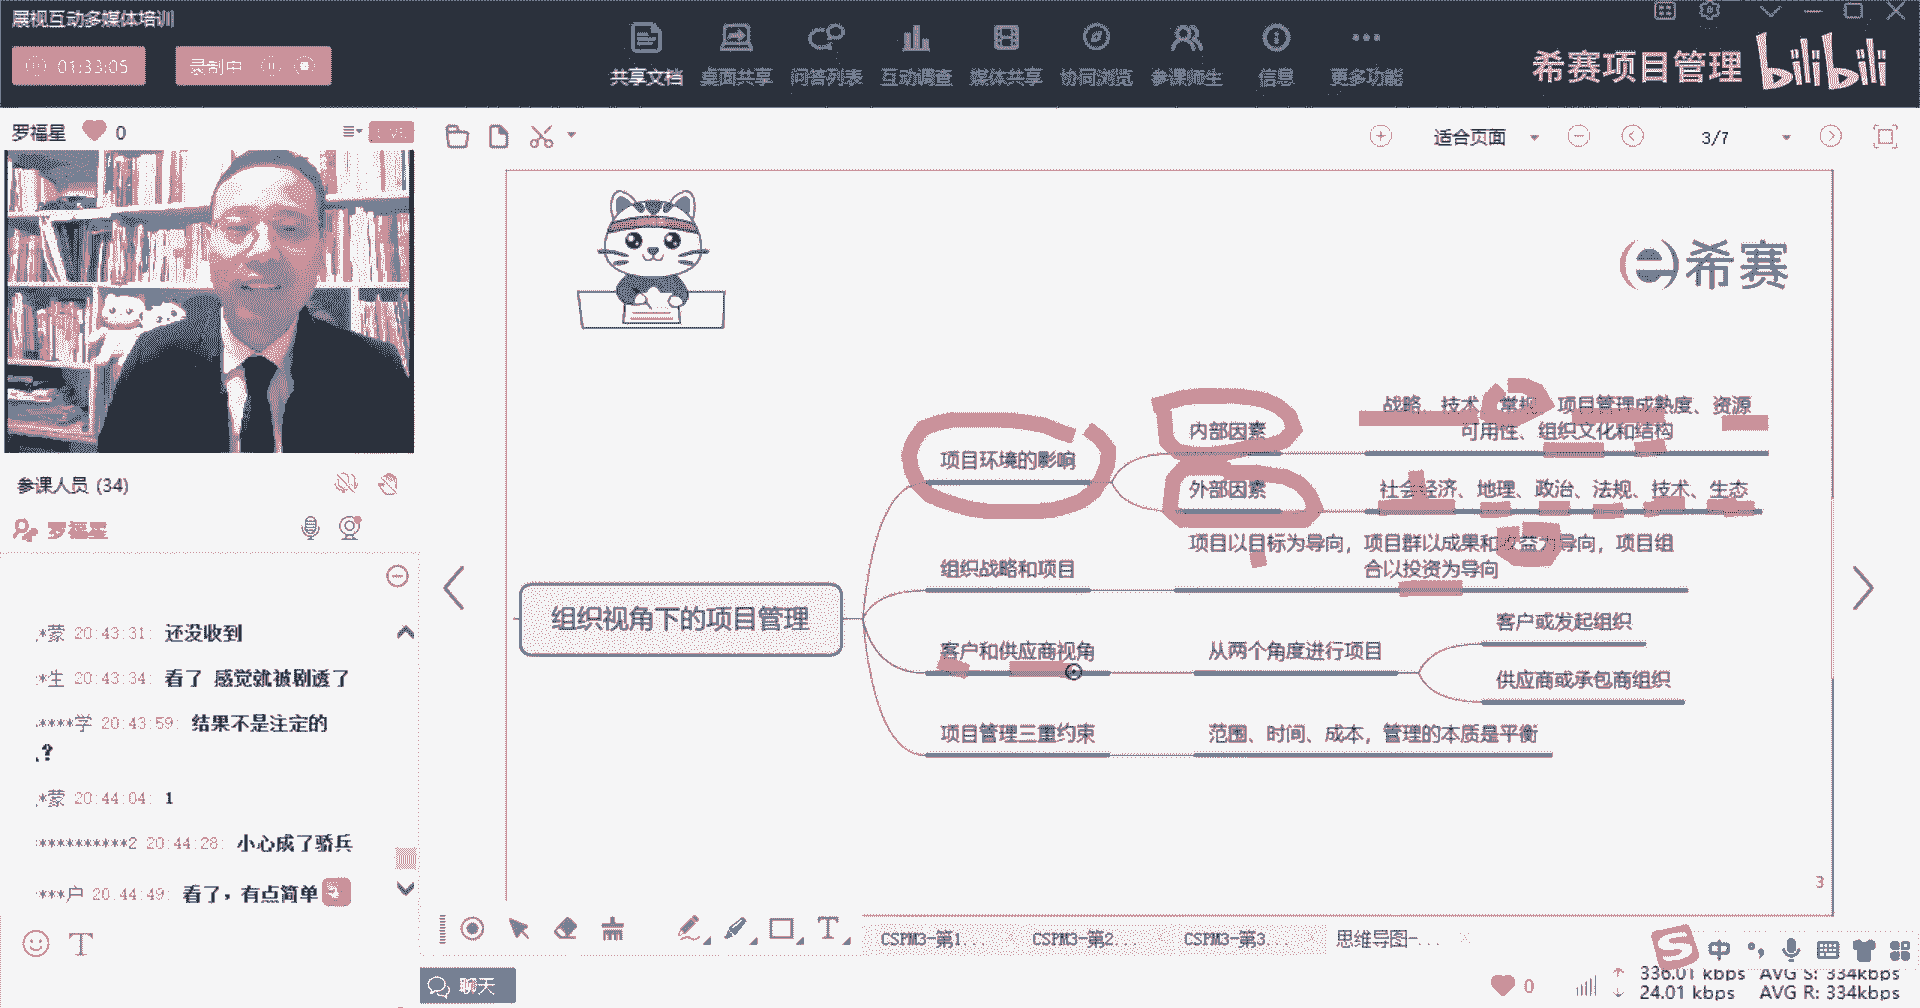 展视互动多媒体培训
01:33:05
录制中
共享文档
桌面共享
问答列表
互动调查
媒体共享
协同浏览
参课师生
信息
更多功能
希赛项目管理
bilibili
罗福星
0
适合页面
3/7
希赛
战略、技术、常规、项目管理成熟度、资源
可用性、组织文化和结构
内部因素
项目环境的影响
外部因素
社会经济、地理、政治、法规、技术、生态
项目以目标为导向，项目群以成果和收益为导向，项目组
合以投资为导向
组织战略和项目
组织视角下的项目管理
客户或发起组织
客户和供应商视角
从两个角度进行项目
供应商或承包商组织
项目管理三重约束
范围、时间、成本，管理的本质是平衡
3
参课人员 (34)
罗福星
*蒙 20:43:31: 还没收到
*生 20:43:34: 看了 感觉就被剧透了
****学 20:43:59: 结果不是注定的
?
*蒙 20:44:04: 1
**********2 20:44:28: 小心成了骄兵
***户 20:44:49: 看了，有点简单
T
T
CSPM3-第1...
CSPM3-第2...
CSPM3-第3...
思维导图-...
S
中
聊天
0
336.01 kbps AVG S: 334kbps
24.01 kbps AVG R: 334kbps